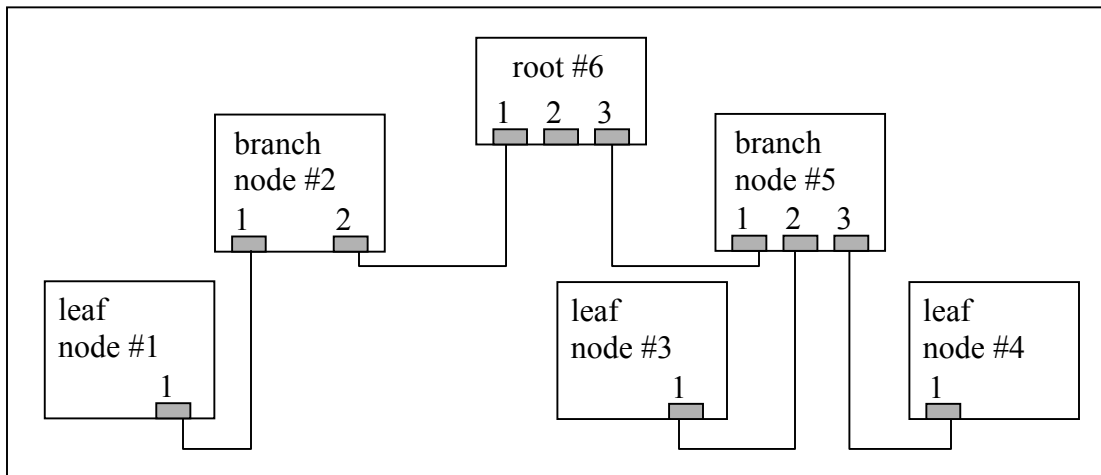 root #6
1 2 3
branch
node #2
1 2
branch
node #5
1 2 3
leaf
node #1
1
leaf
node #3
1
leaf
node #4
1